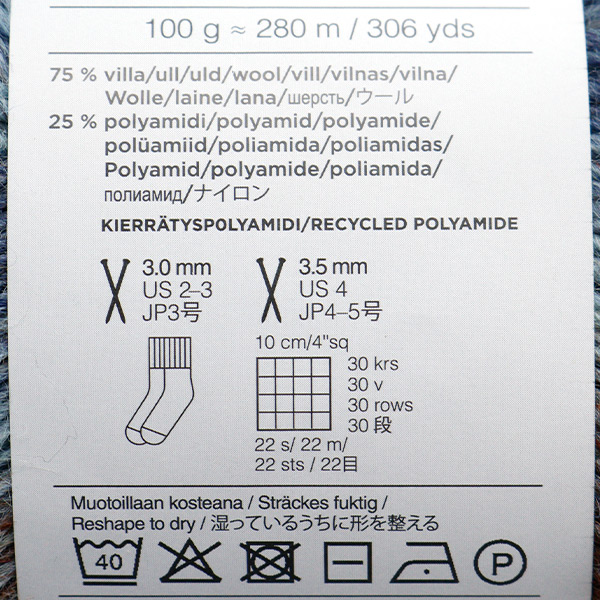 100 g ≈ 280 m / 306 yds
75 % villa/ull/uld/wool/vill/vilnas/vilna/
Wolle/laine/lana/шерсть/ウール
25 % polyamidi/polyamid/polyamide/
polüamiid/poliamida/poliamidas/
Polyamid/polyamide/poliamida/
полиамид/ナイロン
KIERRÄTYSPOLYAMIDI/RECYCLED POLYAMIDE
3.0 mm
US 2–3
JP3号
3.5 mm
US 4
JP4–5号
10 cm/4"sq
30 krs
30 v
30 rows
30 段
22 s/ 22 m/
22 sts / 22目
Muotoillaan kosteana / Sträckes fuktig /
Reshape to dry / 湿っているうちに形を整える
40
P